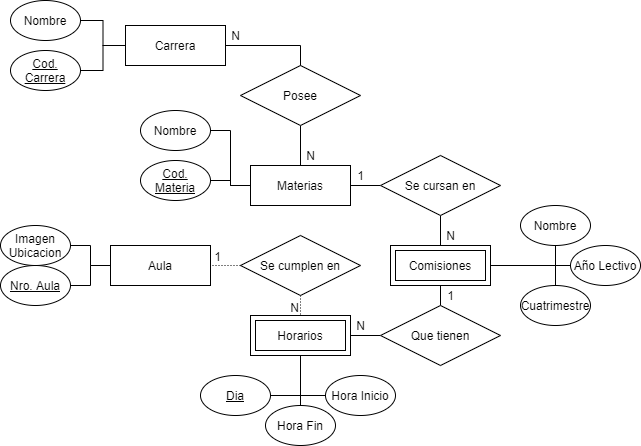 Nombre
Cod.
Carrera
Carrera
N
Posee
N
Nombre
Cod.
Materia
Materias
1
Se cursan en
N
Imagen
Ubicacion
Nro. Aula
Aula
1
Se cumplen en
N
Comisiones
Nombre
Año Lectivo
Cuatrimestre
1
Horarios
N
Que tienen
Dia
Hora Inicio
Hora Fin